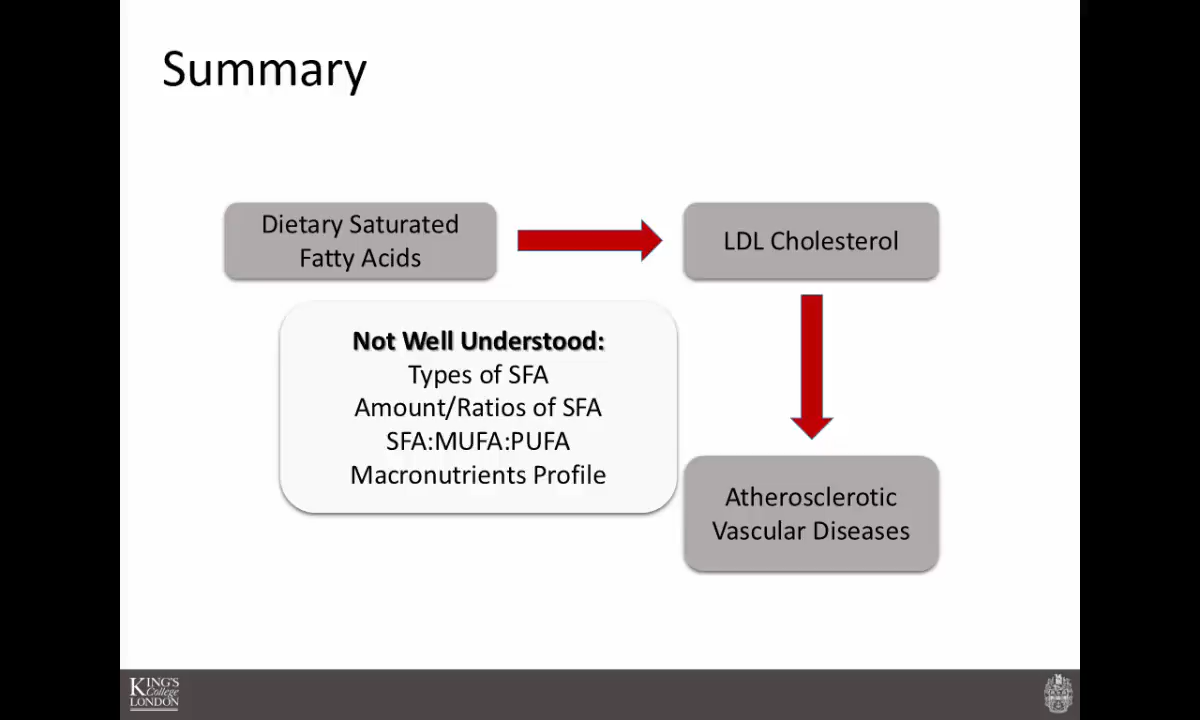 Summary
Dietary Saturated
Fatty Acids
LDL Cholesterol
Not Well Understood:
Types of SFA
Amount/Ratios of SFA
SFA:MUFA:PUFA
Macronutrients Profile
Atherosclerotic
Vascular Diseases
KING'S
College
LONDON